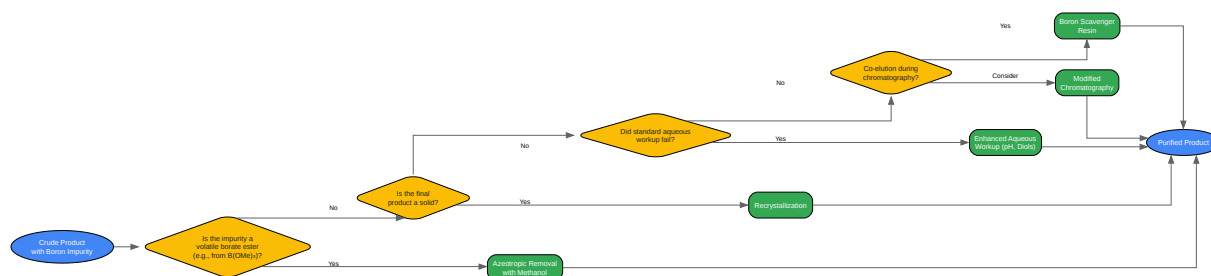 Yes
Boron Scavenger
Resin
Co-elution during
chromatography?
Consider
No
Modified
Chromatography
Did standard aqueous
workup fail?
Yes
No
Enhanced Aqueous
Workup (pH, Diols)
Purified Product
Is the final
product a solid?
Yes
No
Recrystallization
Crude Product
with Boron Impurity
Is the impurity a
volatile borate ester
(e.g., from B(OMe)₃)?
Yes
Azeotropic Removal
with Methanol